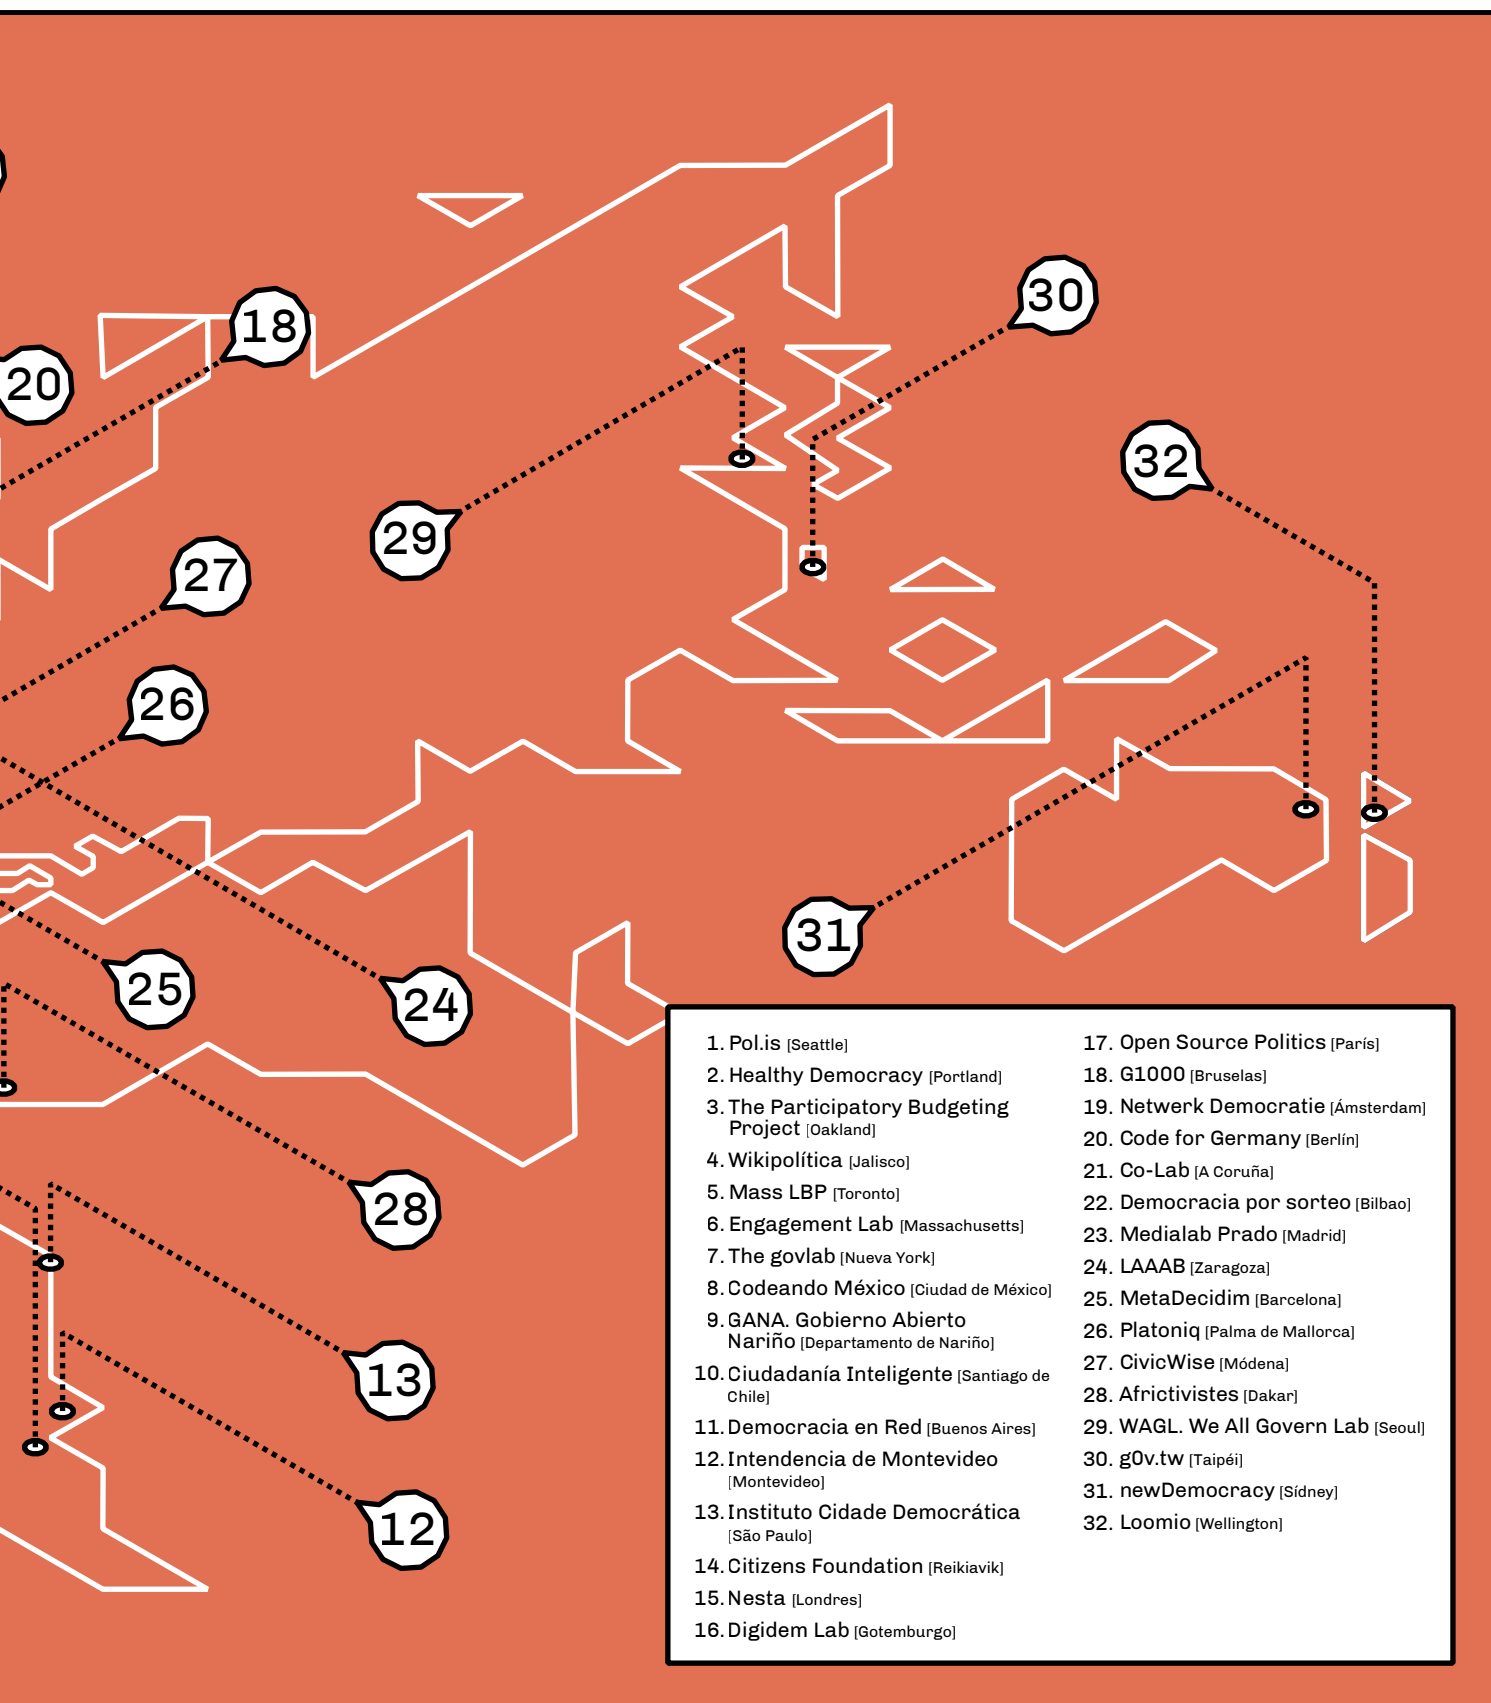 30
18
20
32
29
27
26
31
25
24
28
13
12
1. Pol.is [Seattle]
2. Healthy Democracy [Portland]
3. The Participatory Budgeting
Project [Oakland]
4. Wikipolítica [Jalisco]
5. Mass LBP [Toronto]
6. Engagement Lab [Massachusetts]
7. The govlab [Nueva York]
8. Codeando México [Ciudad de México]
9. GANA. Gobierno Abierto
Nariño [Departamento de Nariño]
10. Ciudadanía Inteligente [Santiago de
Chile]
11. Democracia en Red [Buenos Aires]
12. Intendencia de Montevideo
[Montevideo]
13. Instituto Cidade Democrática
[São Paulo]
14. Citizens Foundation [Reikiavik]
15. Nesta [Londres]
16. Digidem Lab [Gotemburgo]
17. Open Source Politics [París]
18. G1000 [Bruselas]
19. Netwerk Democratie [Ámsterdam]
20. Code for Germany [Berlín]
21. Co-Lab [A Coruña]
22. Democracia por sorteo [Bilbao]
23. Medialab Prado [Madrid]
24. LAAAB [Zaragoza]
25. MetaDecidim [Barcelona]
26. Platoniq [Palma de Mallorca]
27. CivicWise [Módena]
28. Africtivistes [Dakar]
29. WAGL. We All Govern Lab [Seoul]
30. g0v.tw [Taipéi]
31. newDemocracy [Sídney]
32. Loomio [Wellington]